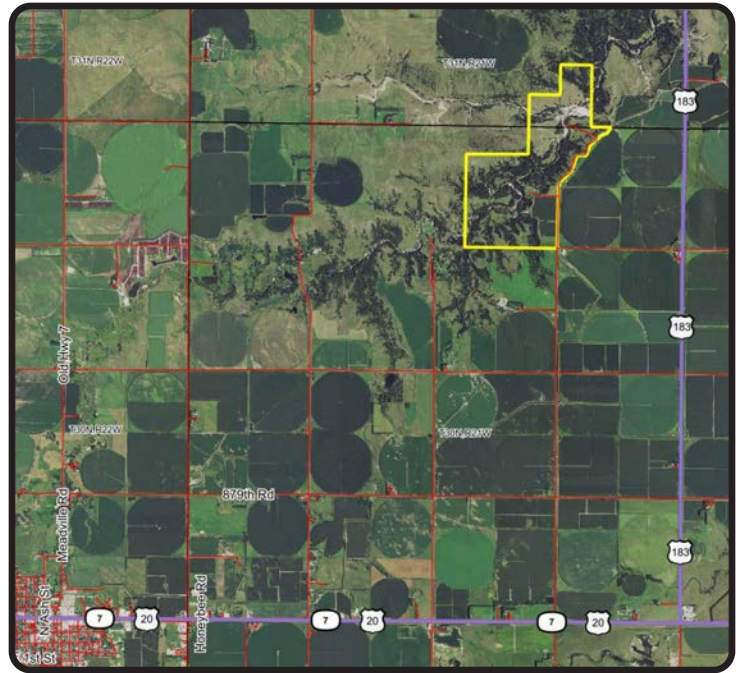 T31N,R22W
T31N,R21W
183
183
Old Hwy 7
T30N,R22W
T30N,R21W
879th Rd
Meadville Rd
183
Honeybee Rd
N Ash St
7 20
7 20
7 20
1st St